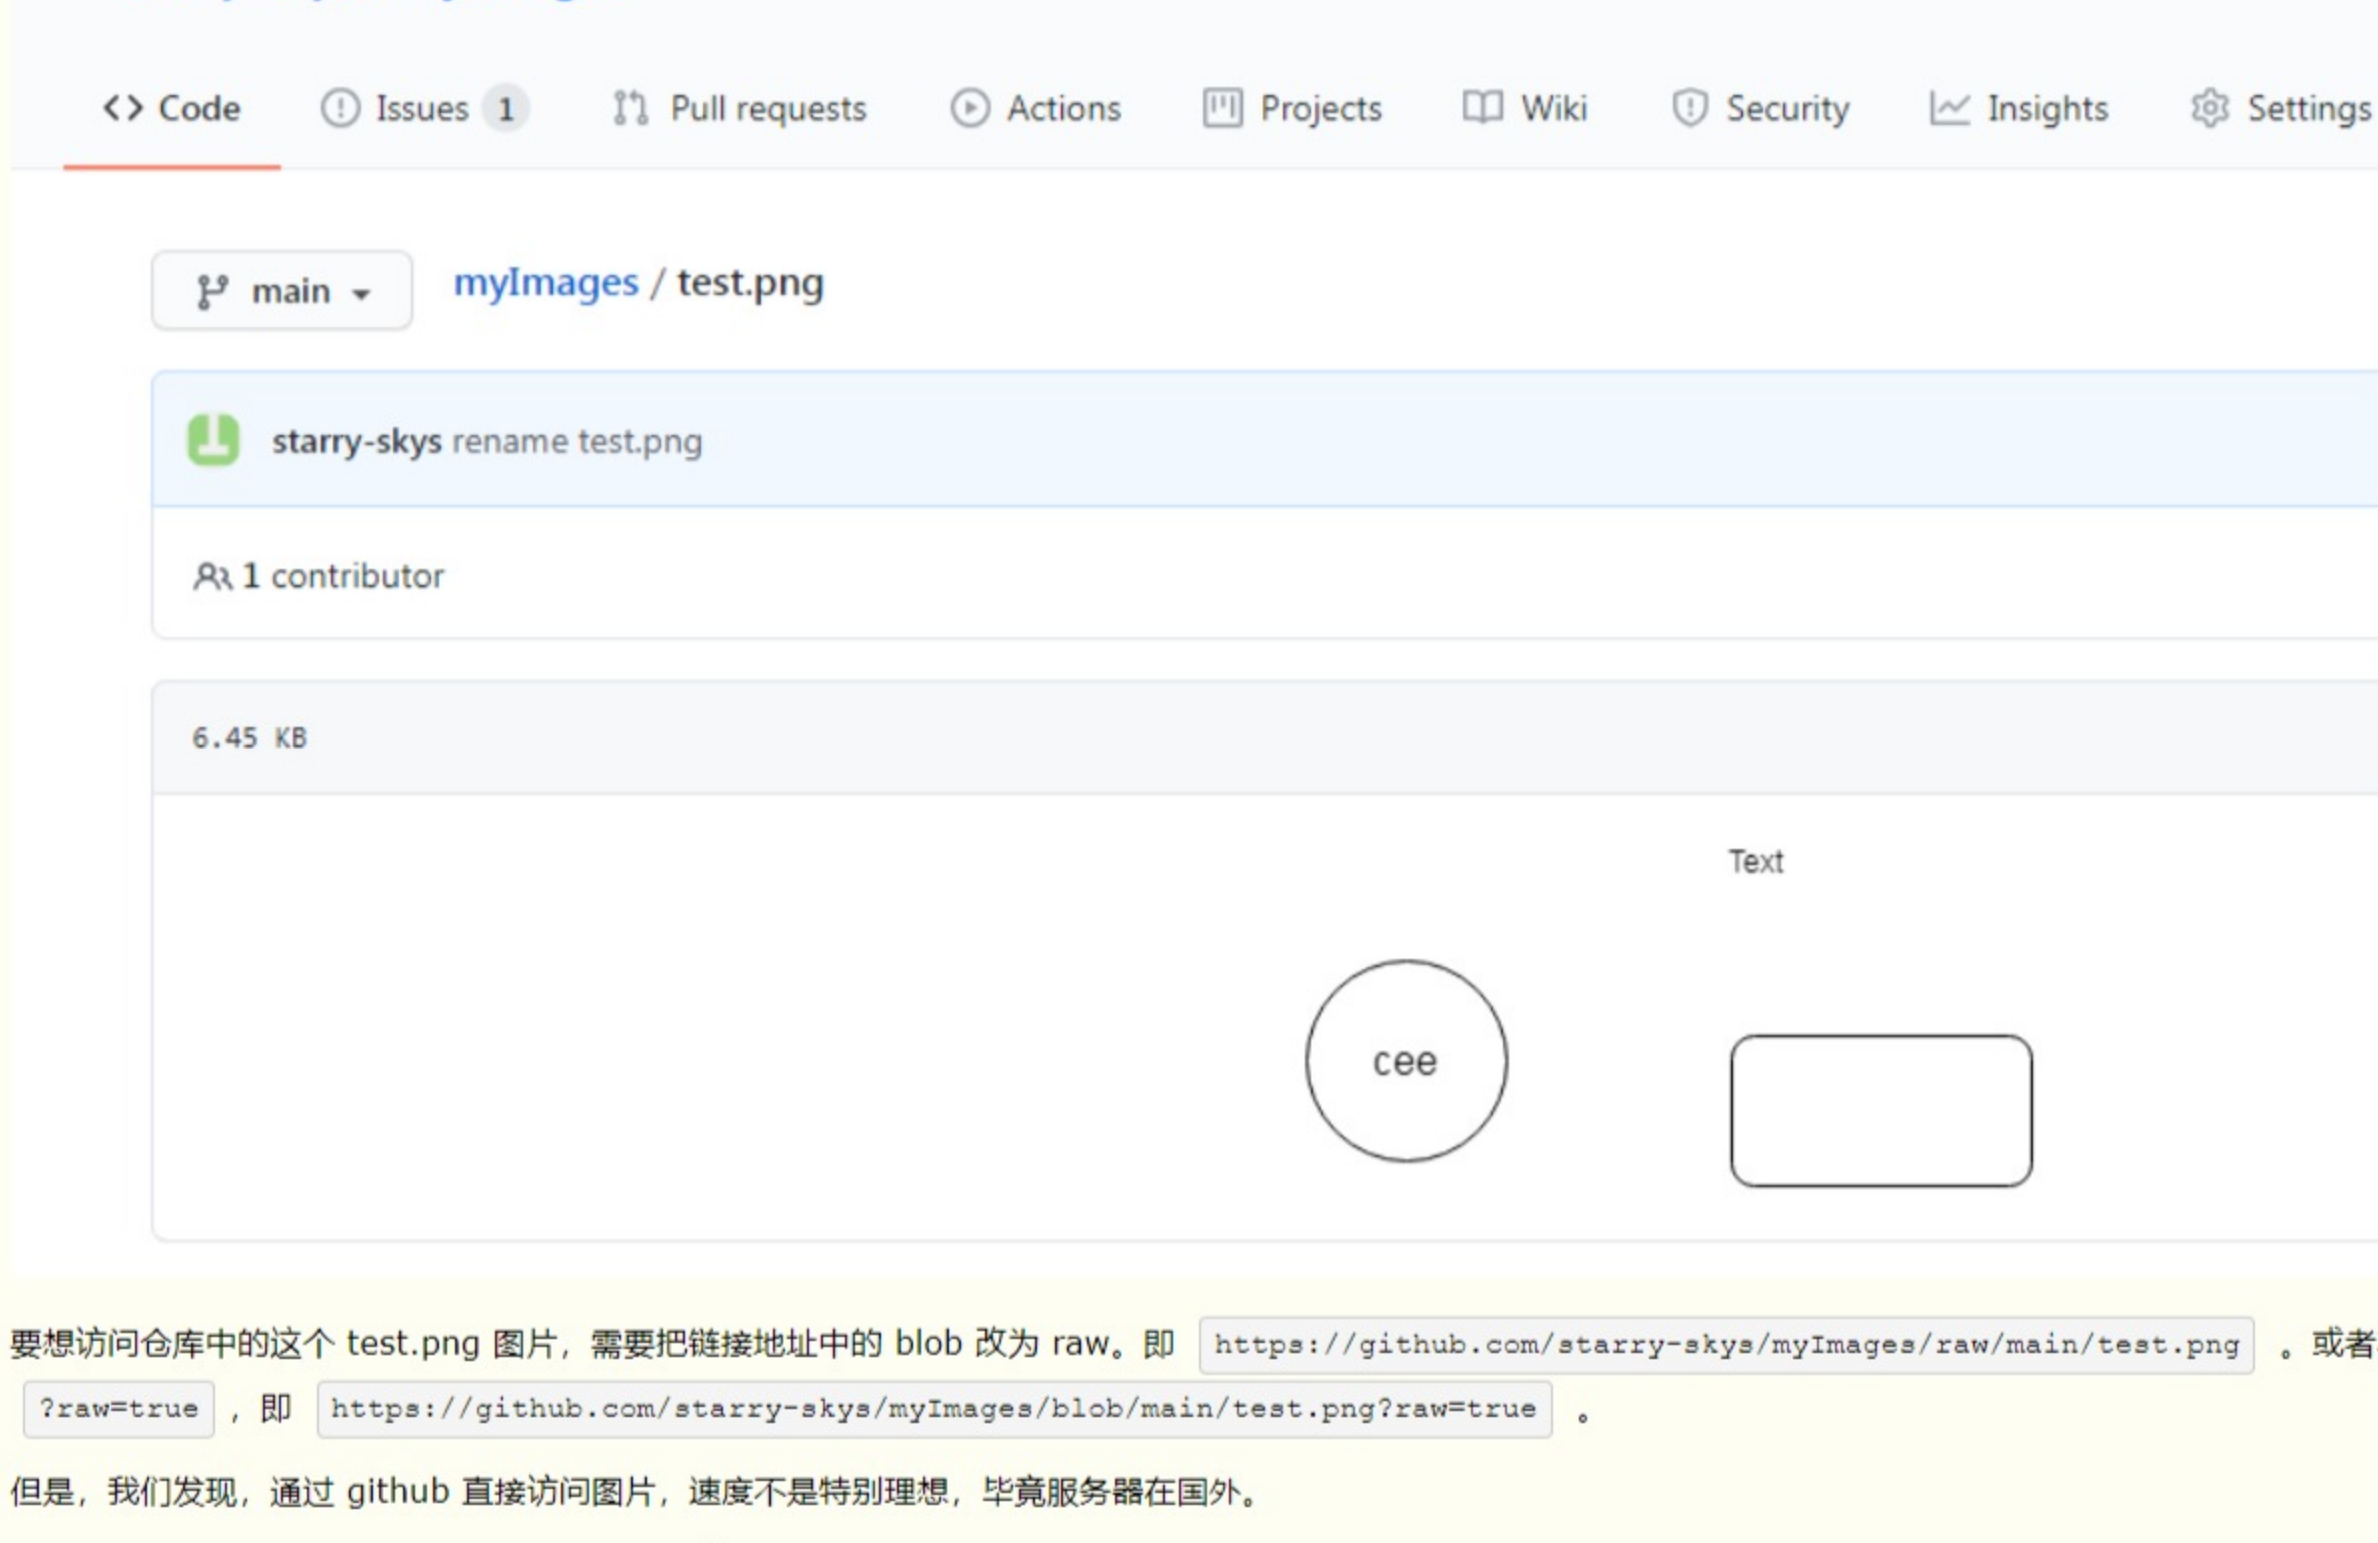 Code Issues 1 Pull requests Actions Projects Wiki Security Insights Settings
main myImages / test.png
starry-skys rename test.png
1 contributor
6.45 KB
Text
cee
要想访问仓库中的这个 test.png 图片，需要把链接地址中的 blob 改为 raw。即 https://github.com/starry-skys/myImages/raw/main/test.png 。或者
?raw=true ，即 https://github.com/starry-skys/myImages/blob/main/test.png?raw=true 。
但是，我们发现，通过 github 直接访问图片，速度不是特别理想，毕竟服务器在国外。